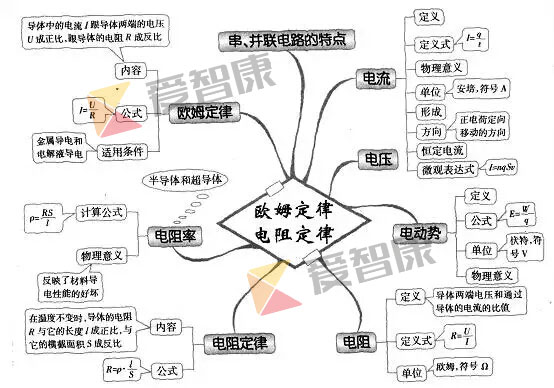 串、并联电路的特点
导体中的电流 I 跟导体两端的电压
U 成正比,跟导体的电阻 R 成反比
内容
I=U/R
公式
欧姆定律
金属导电和
电解液导电
适用条件
半导体和超导体
ρ=RS/l
计算公式
电阻率
物理意义
反映了材料导
电性能的好坏
在温度不变时,导体的电阻
R 与它的长度 l 成正比,与
它的横截面积 S 成反比
内容
电阻定律
R=ρ·l/S
公式
欧姆定律
电阻定律
电流
定义
定义式
I=q/t
物理意义
单位
安培,符号 A
形成
方向
正电荷定向
移动的方向
恒定电流
微观表达式
I=nqSv
电压
电动势
定义
公式
E=W/q
单位
伏特,符
号 V
物理意义
电阻
定义
导体两端电压和通过
导体的电流的比值
定义式
R=U/I
单位
欧姆,符号 Ω
爱智康
爱智康